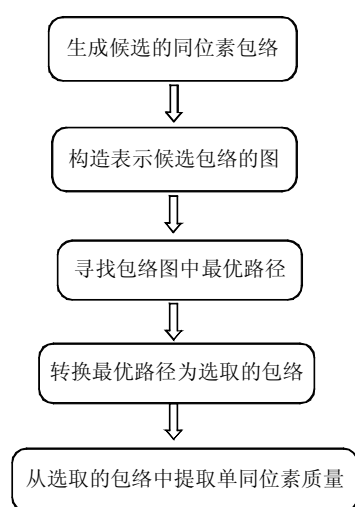 生成候选的同位素包络
构造表示候选包络的图
寻找包络图中最优路径
转换最优路径为选取的包络
从选取的包络中提取单同位素质量